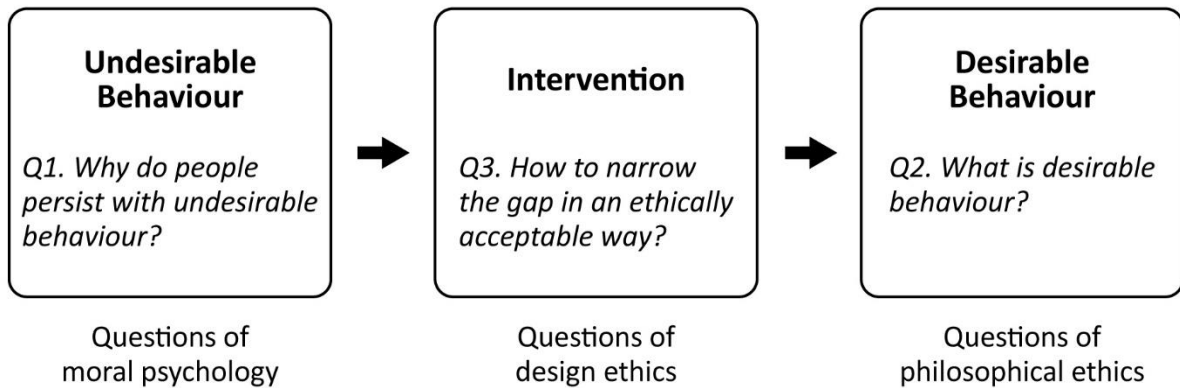 Undesirable
Behaviour
Q1. Why do people
persist with undesirable
behaviour?
Questions of
moral psychology
Intervention
Q3. How to narrow
the gap in an ethically
acceptable way?
Questions of
design ethics
Desirable
Behaviour
Q2. What is desirable
behaviour?
Questions of
philosophical ethics